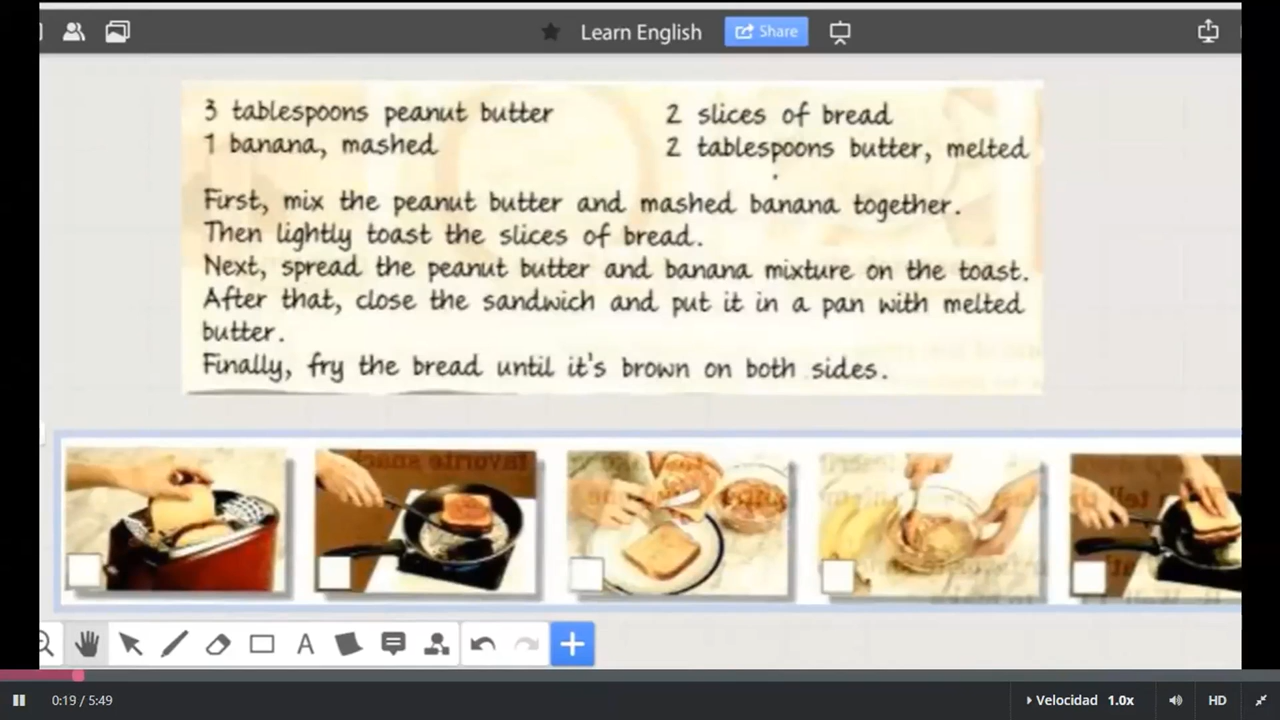 Learn English
Share
3 tablespoons peanut butter
2 slices of bread
1 banana, mashed
2 tablespoons butter, melted
First, mix the peanut butter and mashed banana together.
Then lightly toast the slices of bread.
Next, spread the peanut butter and banana mixture on the toast.
After that, close the sandwich and put it in a pan with melted
butter.
Finally, fry the bread until it's brown on both sides.
favorite snack
A
0:19 / 5:49
Velocidad 1.0x
HD